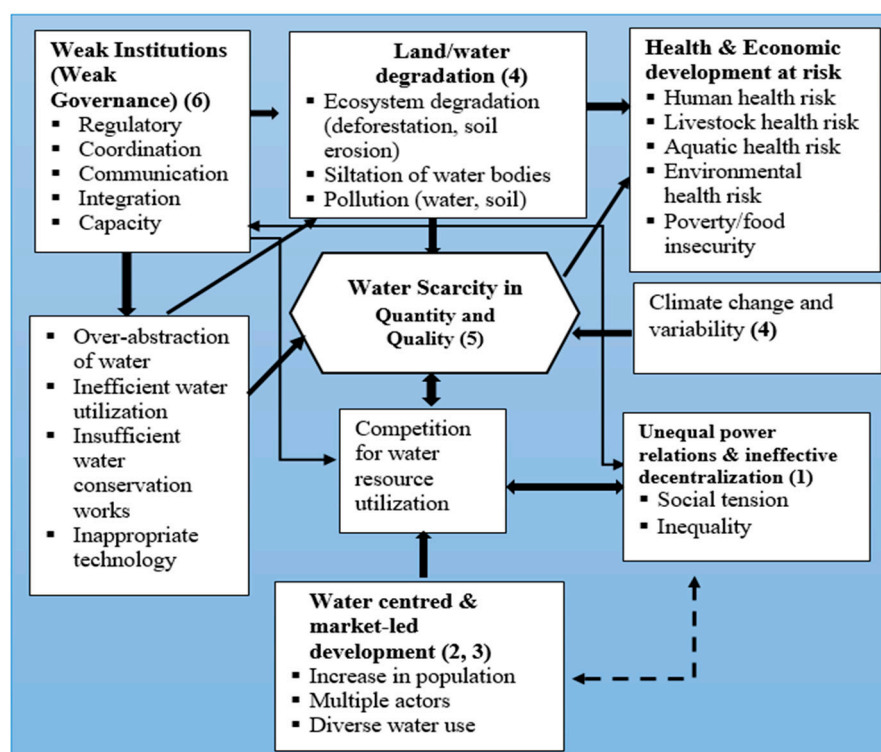 Weak Institutions
(Weak
Governance) (6)
▪ Regulatory
▪ Coordination
▪ Communication
▪ Integration
▪ Capacity
Land/water
degradation (4)
▪ Ecosystem degradation
(deforestation, soil
erosion)
▪ Siltation of water bodies
▪ Pollution (water, soil)
Health & Economic
development at risk
▪ Human health risk
▪ Livestock health risk
▪ Aquatic health risk
▪ Environmental
health risk
▪ Poverty/food
insecurity
Water Scarcity in
Quantity and
Quality (5)
Climate change and
variability (4)
▪ Over-abstraction
of water
▪ Inefficient water
utilization
▪ Insufficient
water
conservation
works
▪ Inappropriate
technology
Competition
for water
resource
utilization
Unequal power
relations & ineffective
decentralization (1)
▪ Social tension
▪ Inequality
Water centred &
market-led
development (2, 3)
▪ Increase in population
▪ Multiple actors
▪ Diverse water use